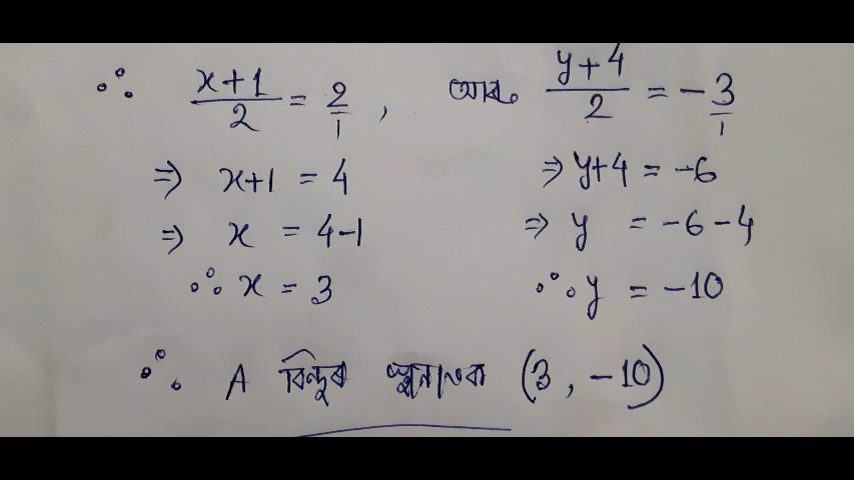 ∴ (x+1)/2 = 2/1 , আৰু (y+4)/2 = -3/1
⇒ x+1 = 4 ⇒ y+4 = -6
⇒ x = 4-1 ⇒ y = -6-4
∴ x = 3 ∴ y = -10
∴ A বিন্দুৰ স্থানাংক (3, -10)